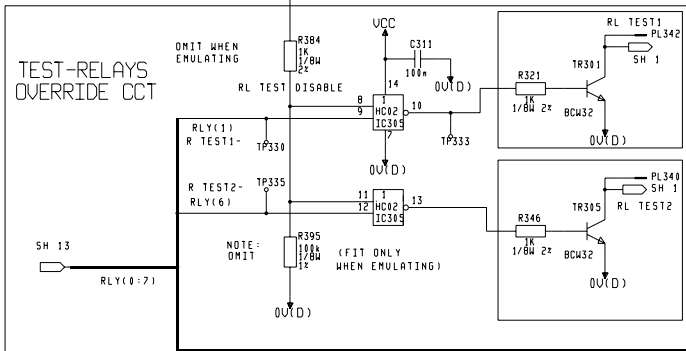 TEST-RELAYS
OVERRIDE CCT
OMIT WHEN
EMULATING
R384
1K
1/8W
2%
RL TEST DISABLE
VCC
C311
100n
0V(D)
14
8
9
1
HC02
IC305
10
7
0V(D)
TP333
RLY(1)
R TEST1-
TP330
R TEST2-
RLY(6)
TP335
11
12
1
HC02
IC305
13
R321
1K
1/8W 2%
TR301
BCW32
0V(D)
RL TEST1
PL342
SH 1
R346
1K
1/8W 2%
TR305
BCW32
0V(D)
PL340
SH 1
RL TEST2
NOTE:
OMIT
R395
100k
1/8W
1%
(FIT ONLY
WHEN EMULATING)
0V(D)
SH 13
RLY(0:7)